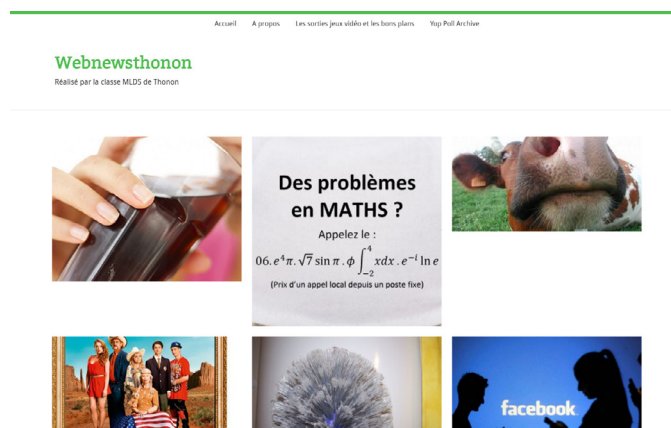 Accueil A propos Les sorties jeux vidéo et les bons plans Yop Poll Archive
Webnewsthonon
Réalisé par la classe MLDS de Thonon
Des problèmes
en MATHS ?
Appelez le :
06. e⁴π. √7 sin π . ϕ ∫₋₂⁴ xdx . e⁻ⁱ ln e
(Prix d'un appel local depuis un poste fixe)
facebook